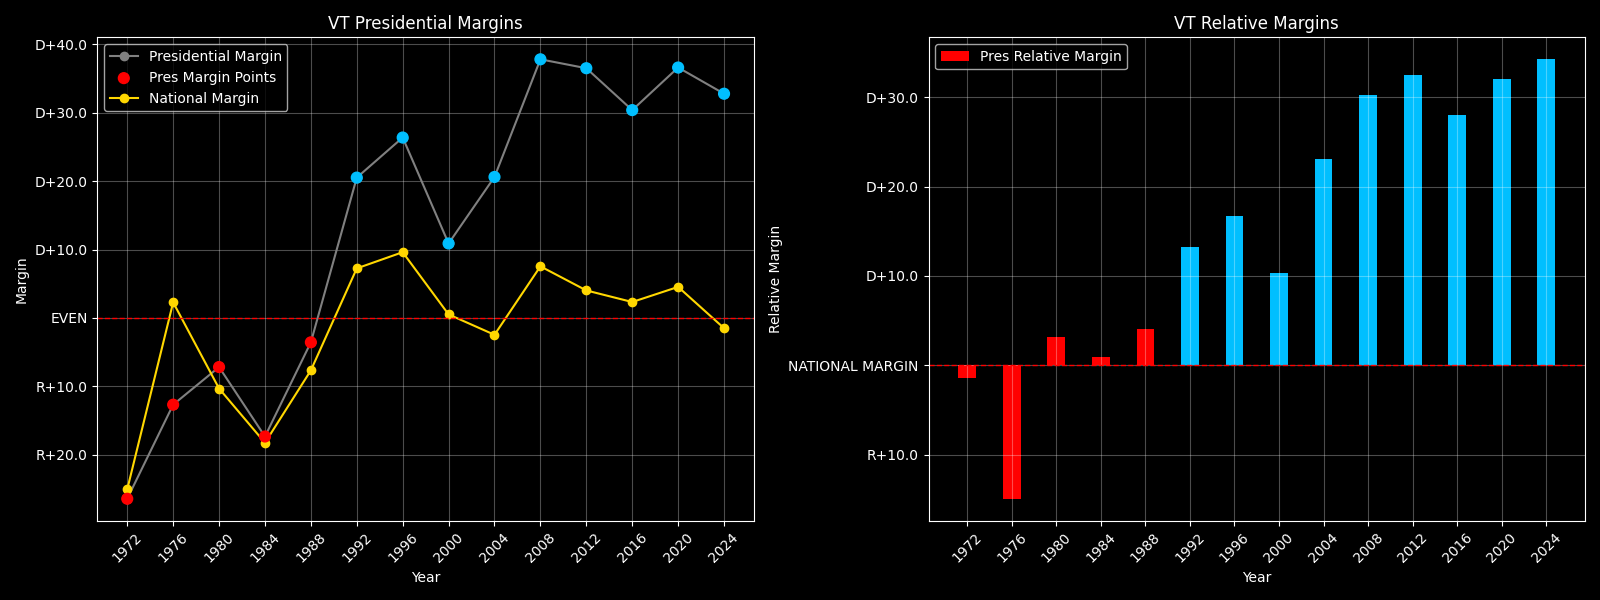 VT Presidential Margins
Presidential Margin
Pres Margin Points
National Margin
D+40.0
D+30.0
D+20.0
D+10.0
EVEN
R+10.0
R+20.0
Margin
1972
1976
1980
1984
1988
1992
1996
2000
2004
2008
2012
2016
2020
2024
Year
VT Relative Margins
Pres Relative Margin
D+30.0
D+20.0
D+10.0
NATIONAL MARGIN
R+10.0
Relative Margin
1972
1976
1980
1984
1988
1992
1996
2000
2004
2008
2012
2016
2020
2024
Year